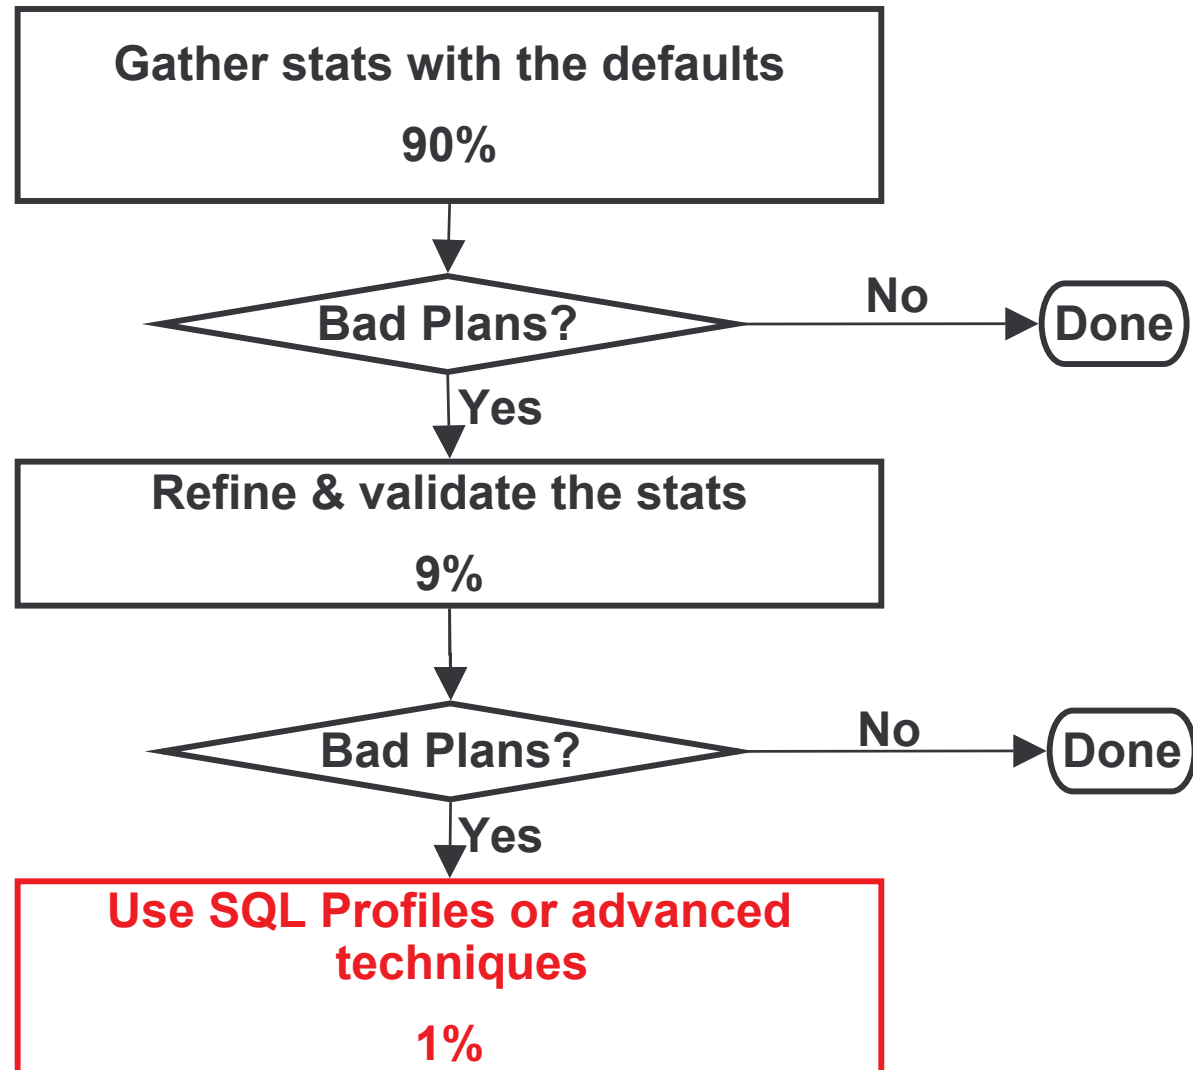 Gather stats with the defaults
90%
Bad Plans?
No
Done
Yes
Refine & validate the stats
9%
Bad Plans?
No
Done
Yes
Use SQL Profiles or advanced
techniques
1%